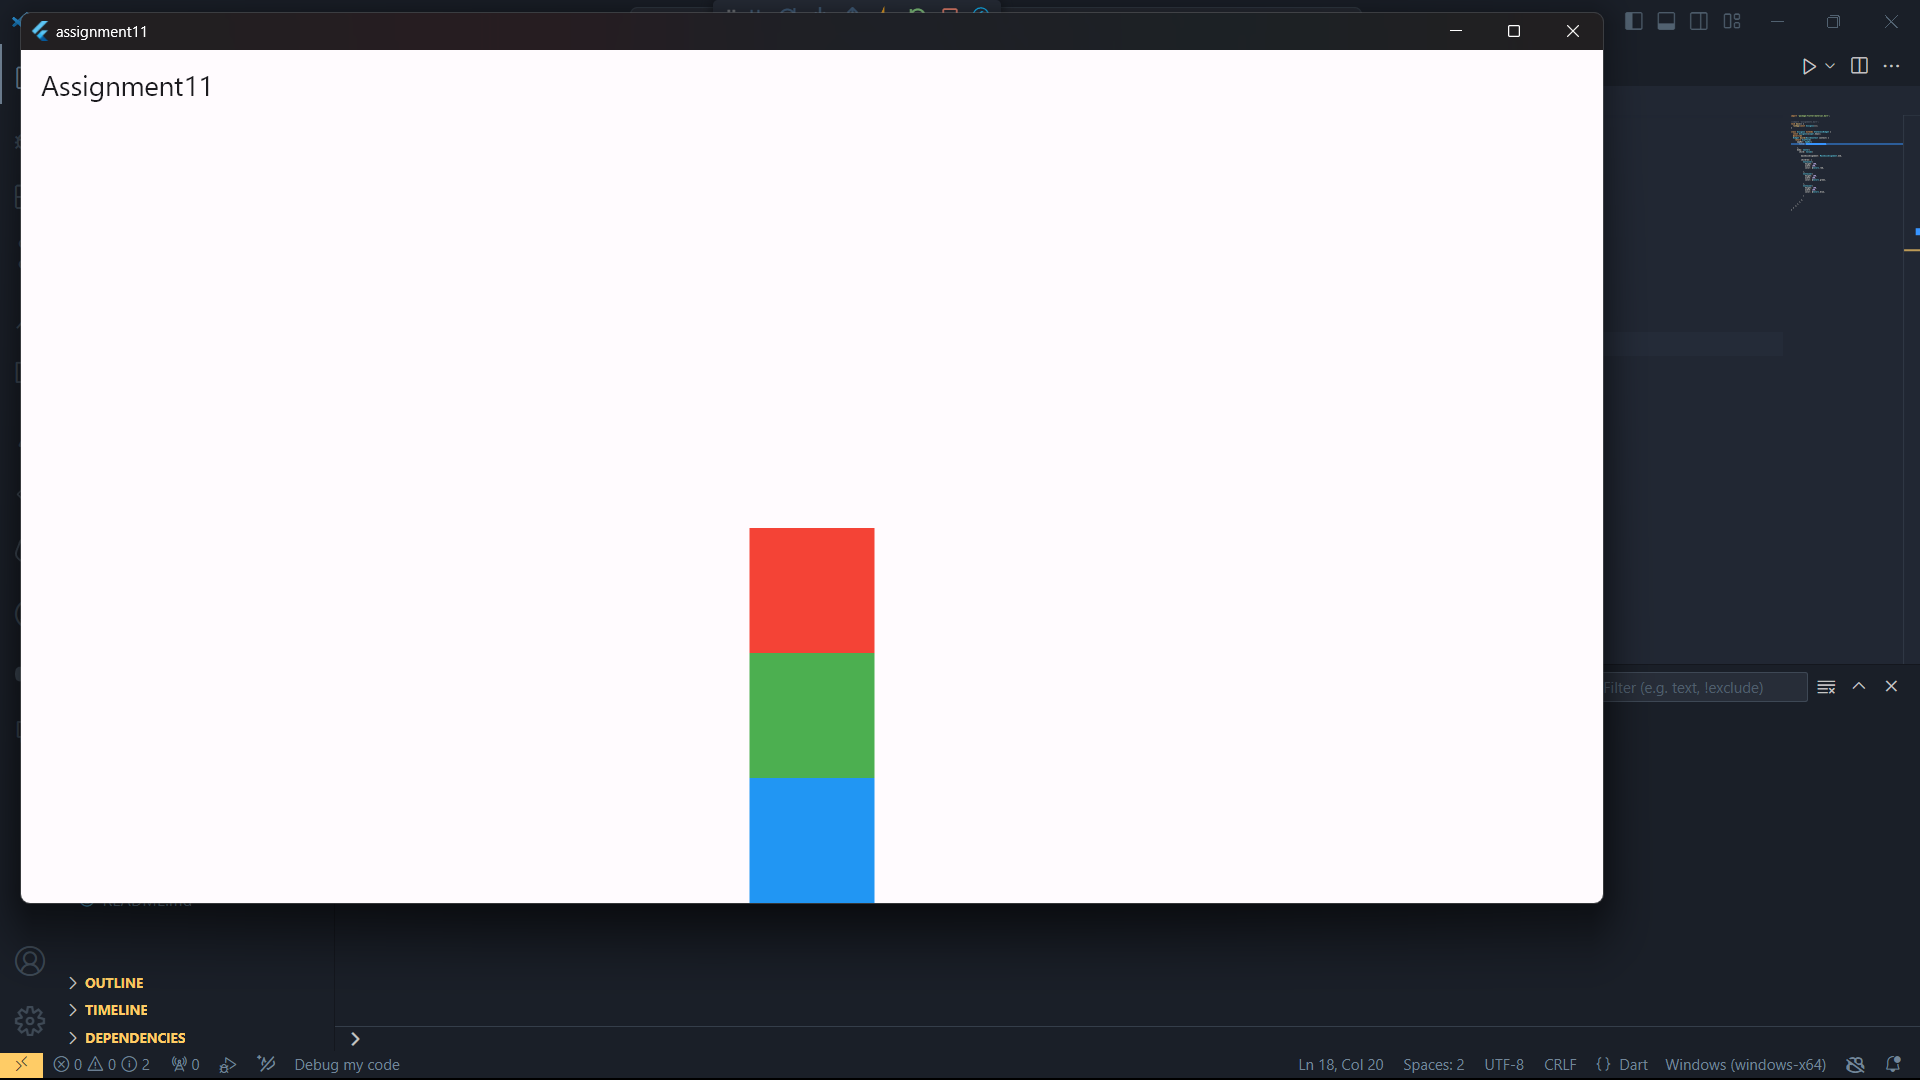 assignment11
Assignment11
Filter (e.g. text, !exclude)
OUTLINE
TIMELINE
DEPENDENCIES
0 0 2 0 Debug my code Ln 18, Col 20 Spaces: 2 UTF-8 CRLF {} Dart Windows (windows-x64)